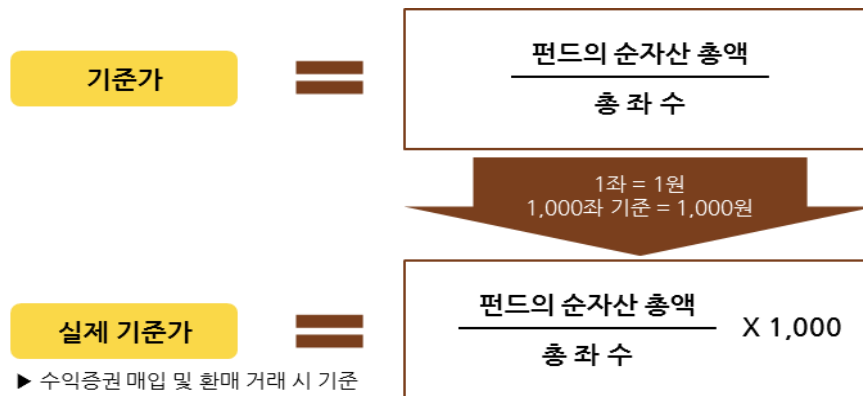 기준가
펀드의 순자산 총액
총 좌 수
1좌 = 1원
1,000좌 기준 = 1,000원
실제 기준가
펀드의 순자산 총액
총 좌 수
X 1,000
▶ 수익증권 매입 및 환매 거래 시 기준